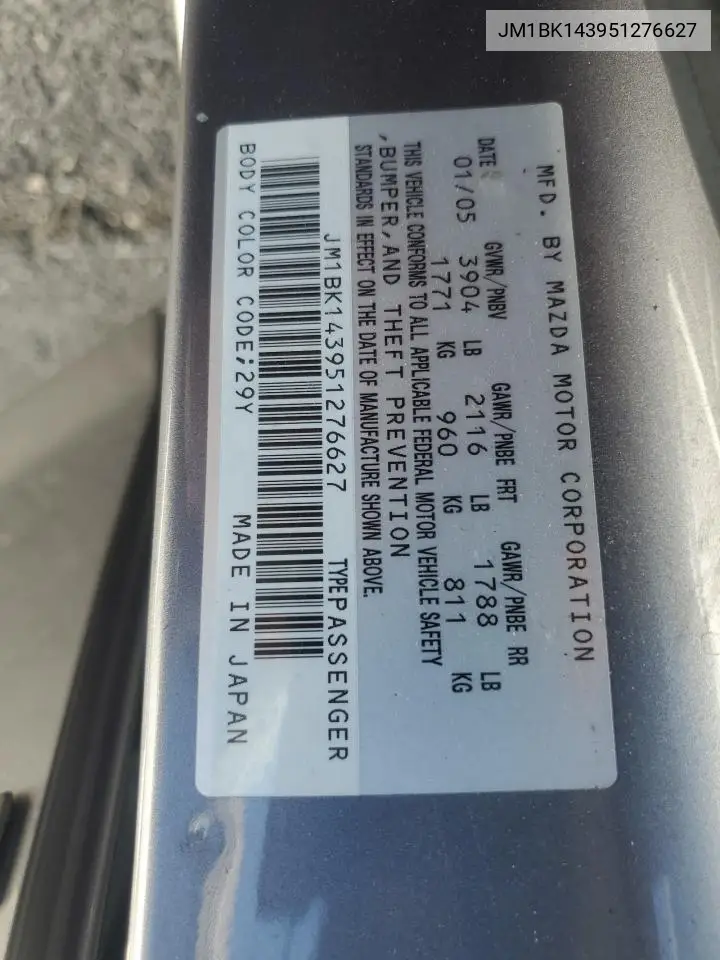 JM1BK143951276627
MFD. BY MAZDA MOTOR CORPORATION
DATE GVWR/PNBV GAWR/PNBE FRT GAWR/PNBE RR
01/05 3904 LB 2116 LB 1788 LB
1771 KG 960 KG 811 KG
THIS VEHICLE CONFORMS TO ALL APPLICABLE FEDERAL MOTOR VEHICLE SAFETY
,BUMPER,AND THEFT PREVENTION
STANDARDS IN EFFECT ON THE DATE OF MANUFACTURE SHOWN ABOVE.
JM1BK143951276627 TYPE PASSENGER
BODY COLOR CODE;29Y MADE IN JAPAN